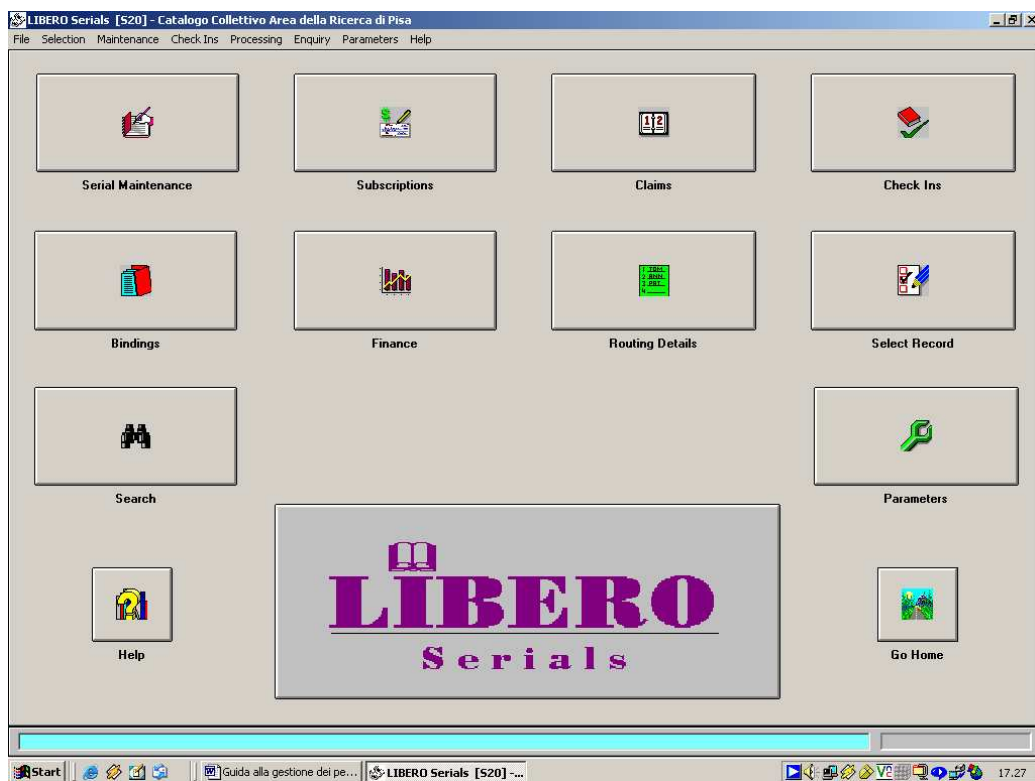 LIBERO Serials [S20] - Catalogo Collettivo Area della Ricerca di Pisa
File Selection Maintenance Check Ins Processing Enquiry Parameters Help
Serial Maintenance Subscriptions Claims Check Ins
Bindings Finance Routing Details Select Record
Search Parameters
LIBERO
Serials
Help Go Home
Start Guida alla gestione dei pe... LIBERO Serials [S20] -... 17.27